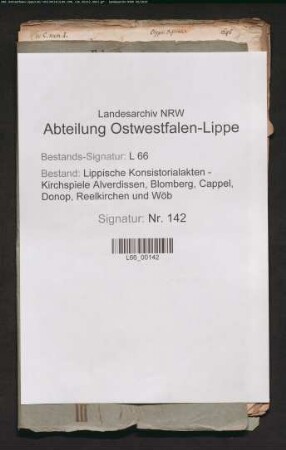 Landesarchiv NRW
Abteilung Ostwestfalen-Lippe
Bestands-Signatur: L 66
Bestand: Lippische Konsistorialakten -
Kirchspiele Alverdissen, Blomberg, Cappel,
Donop, Reelkirchen und Wöb
Signatur: Nr. 142
L66_00142